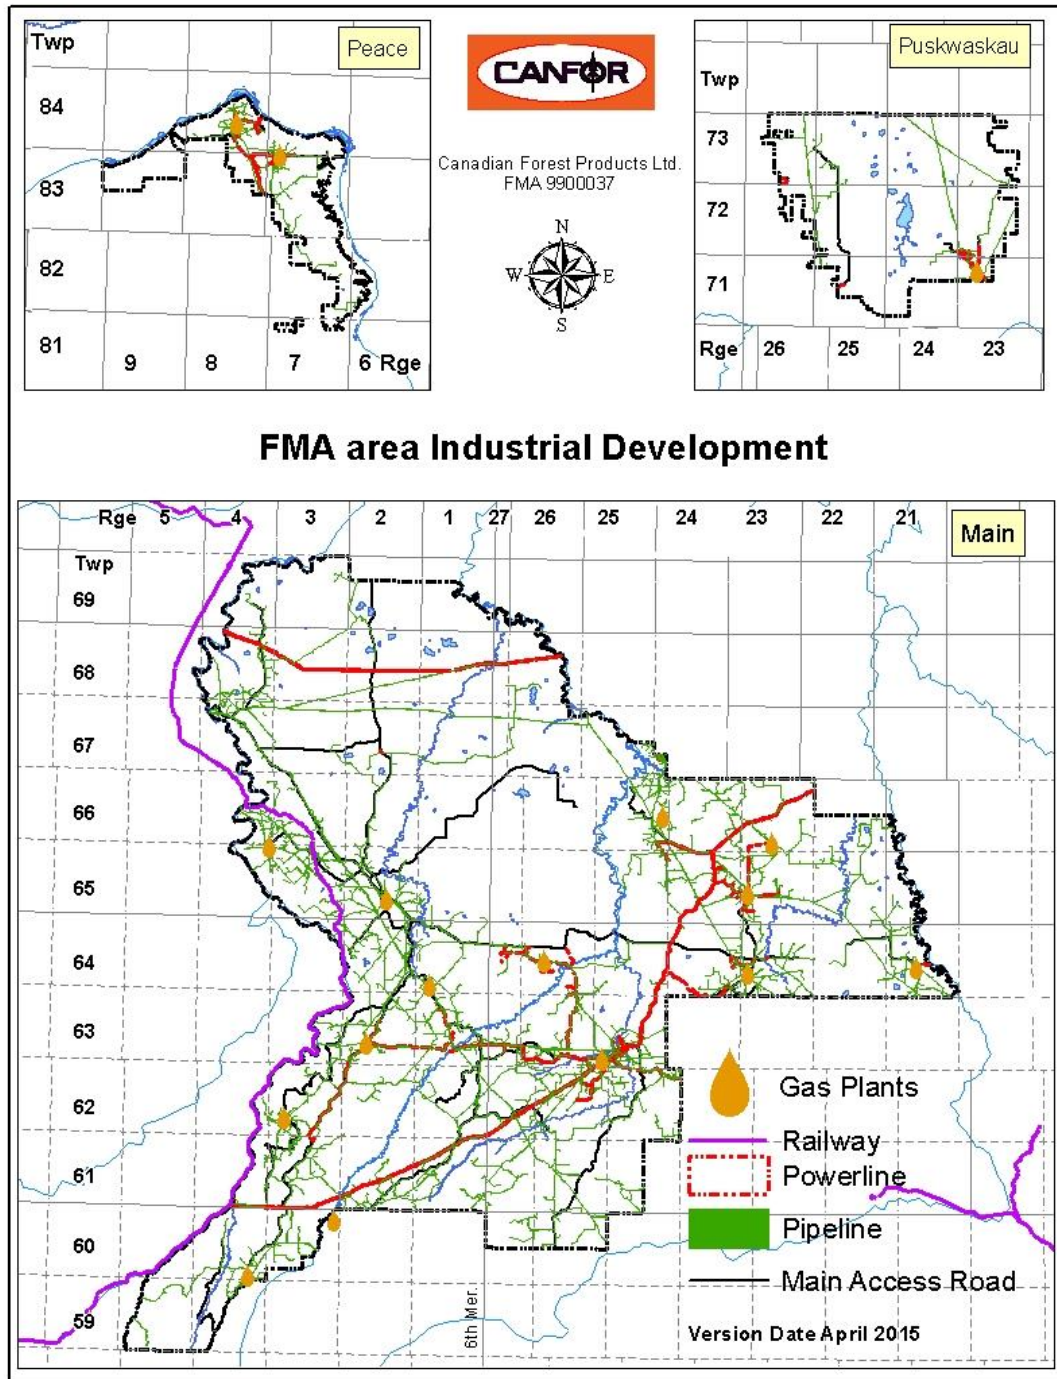 Twp
Peace
84
83
82
81
9 8 7 6 Rge
CANFOR
Canadian Forest Products Ltd.
FMA 9900037
N
W E
S
Puskwaskau
Twp
73
72
71
Rge 26 25 24 23
FMA area Industrial Development
Rge 5 4 3 2 1 27 26 25 24 23 22 21
Main
Twp
69
68
67
66
65
64
63
62
61
60
59
6th Mer.
Gas Plants
Railway
Powerline
Pipeline
Main Access Road
Version Date April 2015